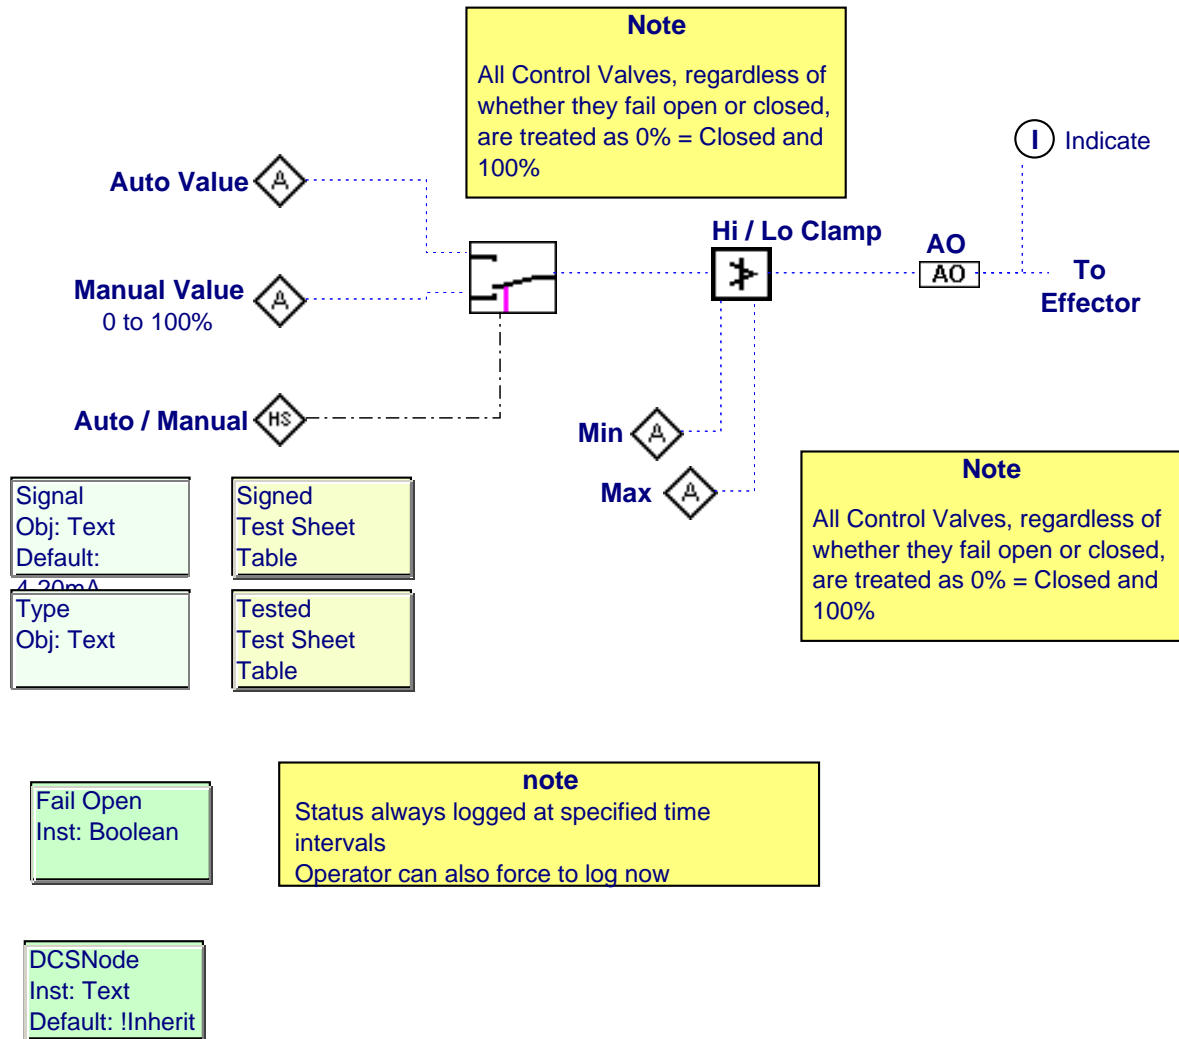 Note
All Control Valves, regardless of
whether they fail open or closed,
are treated as 0% = Closed and
100%
I Indicate
Auto Value A
Hi / Lo Clamp
AO
AO
To
Effector
Manual Value A
0 to 100%
Auto / Manual HS
Min A
Max A
Note
All Control Valves, regardless of
whether they fail open or closed,
are treated as 0% = Closed and
100%
Signal
Obj: Text
Default:
4-20mA
Signed
Test Sheet
Table
Type
Obj: Text
Tested
Test Sheet
Table
Fail Open
Inst: Boolean
note
Status always logged at specified time
intervals
Operator can also force to log now
DCSNode
Inst: Text
Default: !Inherit